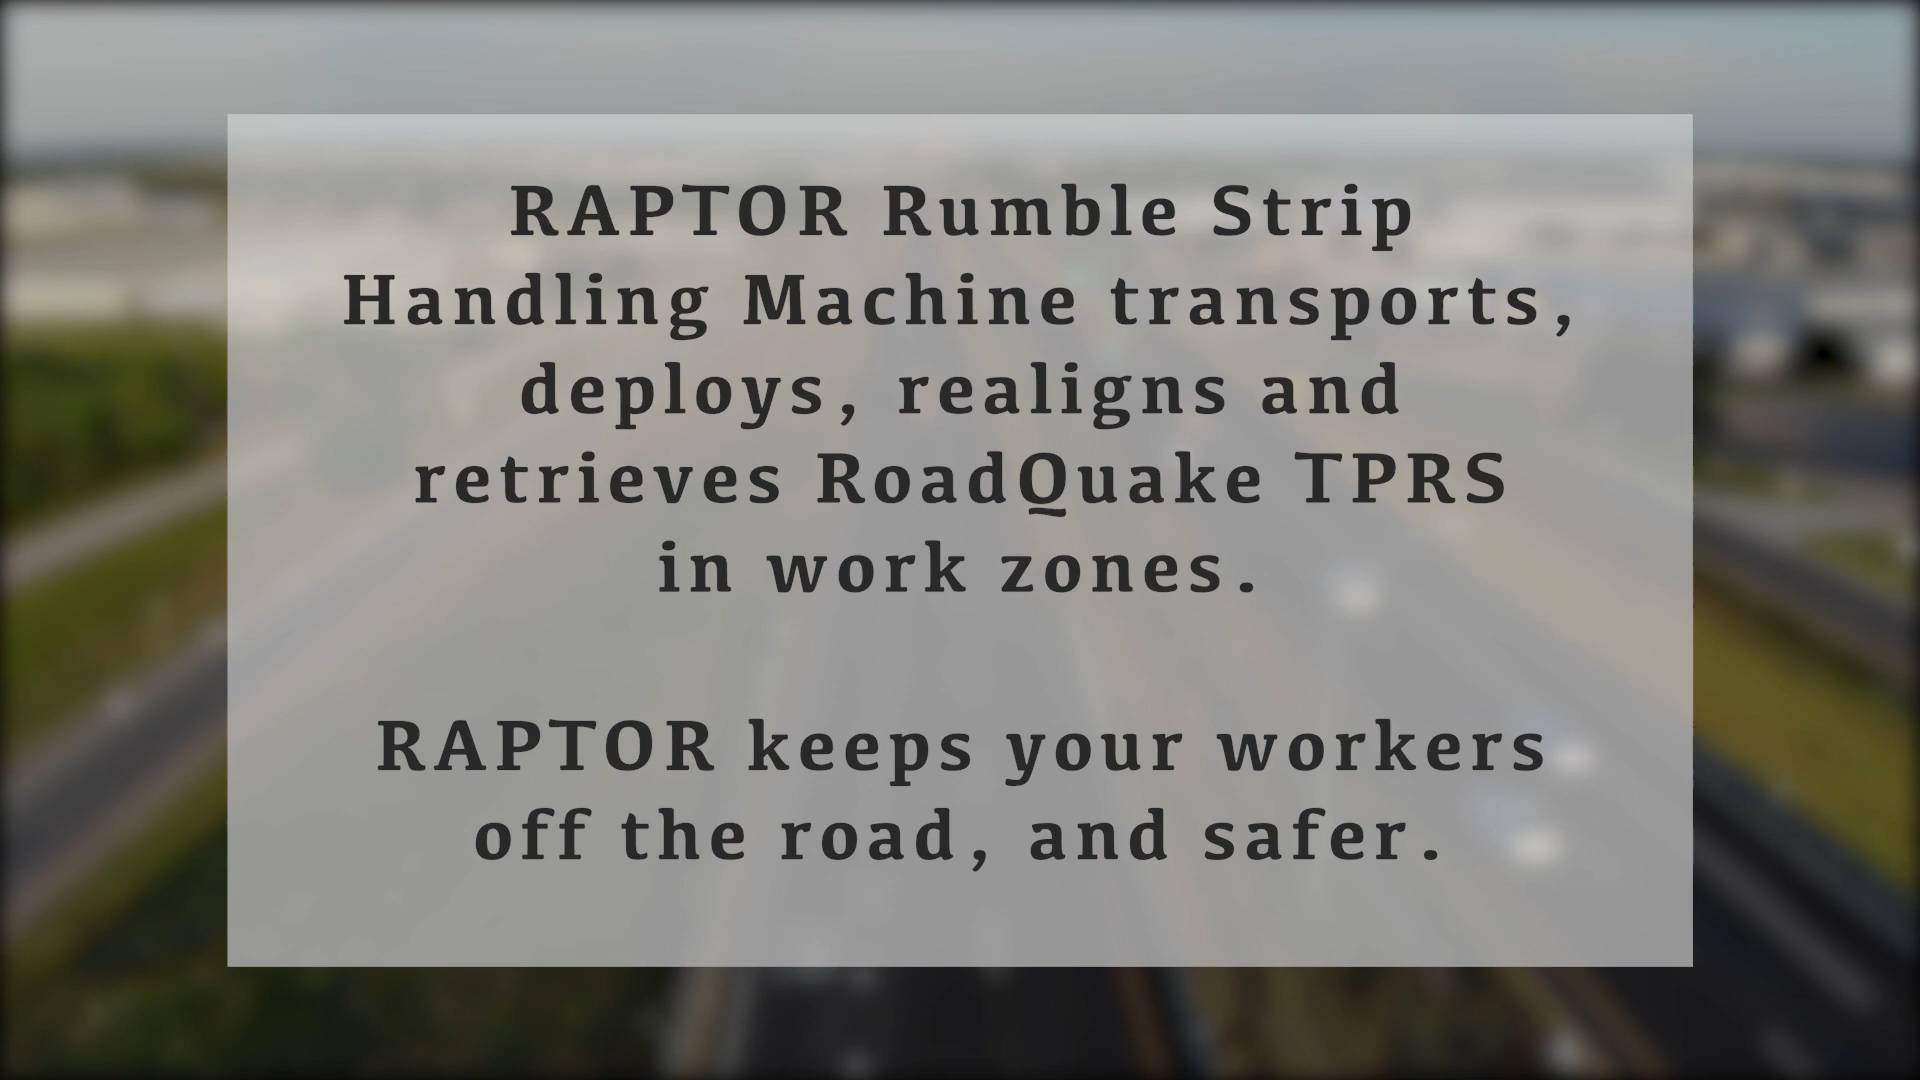 RAPTOR Rumble Strip
Handling Machine transports,
deploys, realigns and
retrieves RoadQuake TPRS
in work zones.
RAPTOR keeps your workers
off the road, and safer.